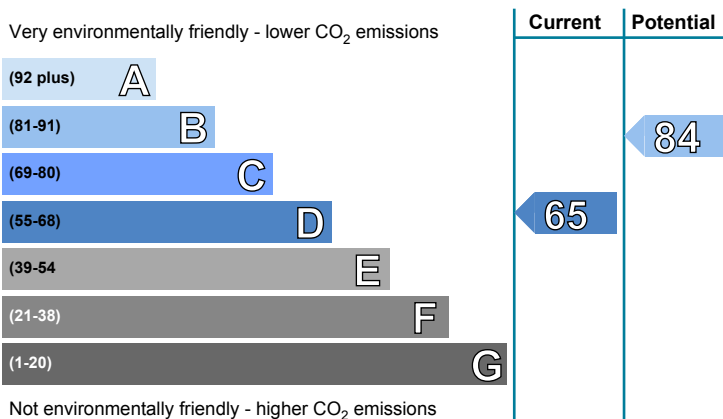 Current Potential
Very environmentally friendly - lower CO₂ emissions
(92 plus) A
(81-91) B
84
(69-80) C
(55-68) D
65
(39-54 E
(21-38) F
(1-20) G
Not environmentally friendly - higher CO₂ emissions